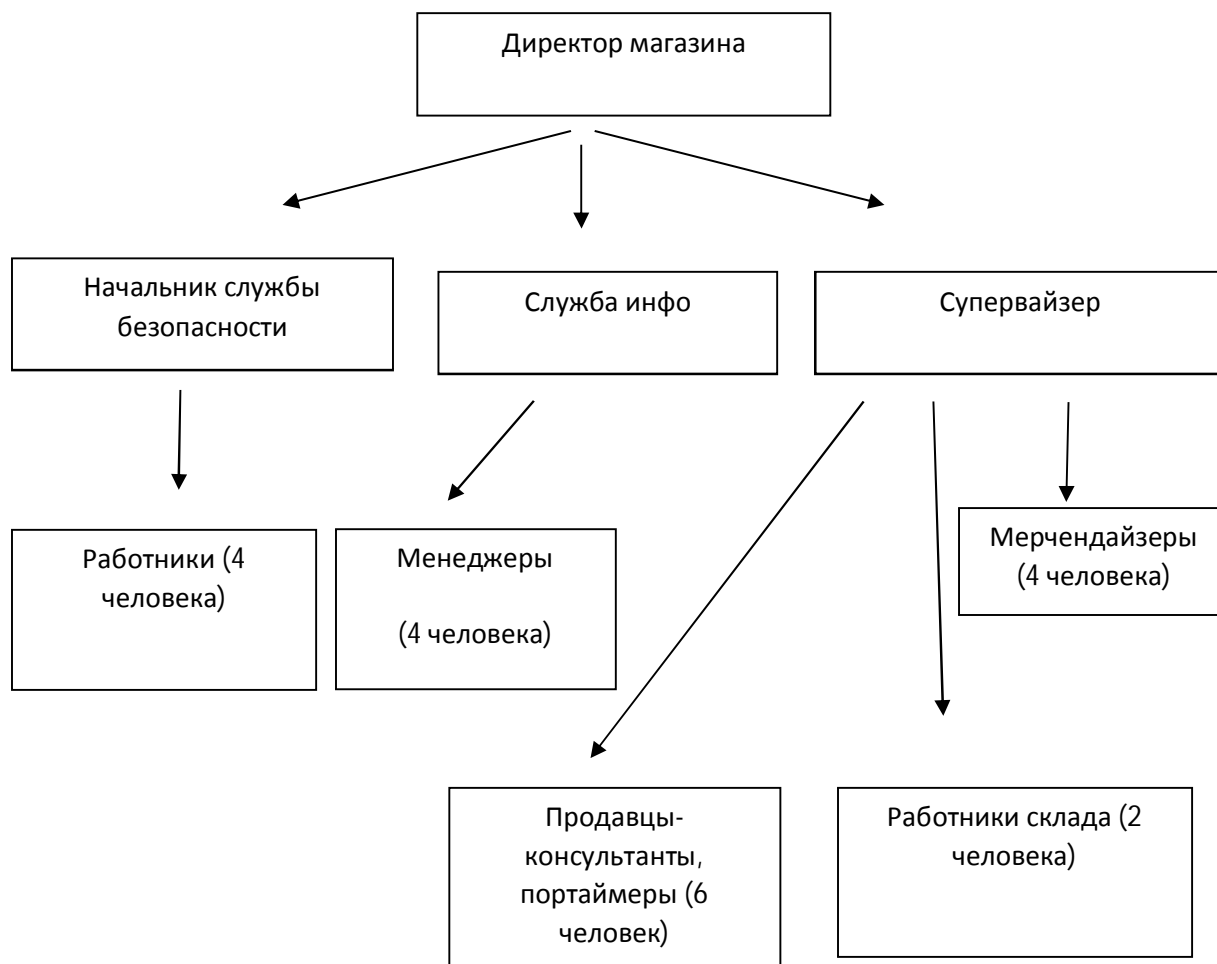 Директор магазина
Начальник службы
безопасности
Служба инфо
Супервайзер
Работники (4
человека)
Менеджеры
(4 человека)
Мерчендайзеры
(4 человека)
Продавцы-
консультанты,
портаймеры (6
человек)
Работники склада (2
человека)